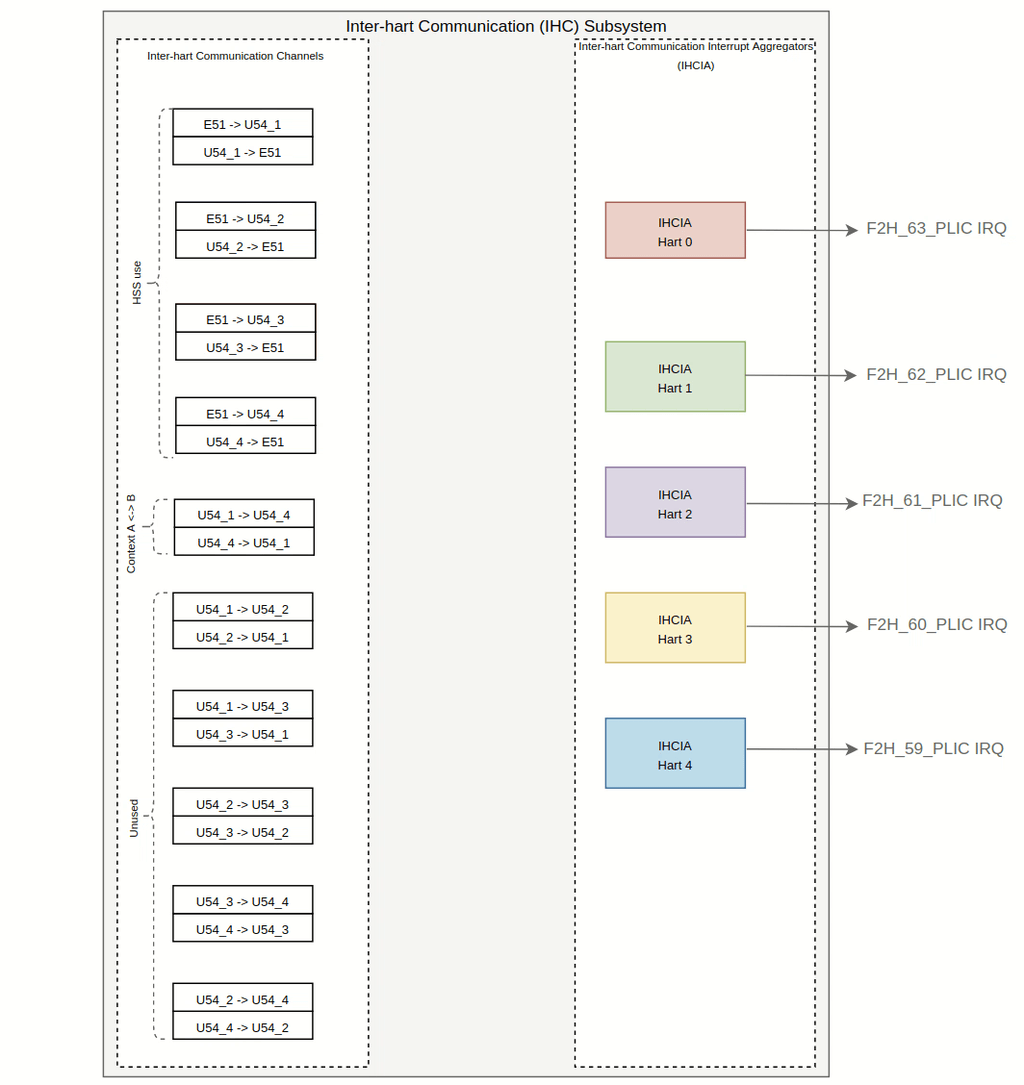 Inter-hart Communication (IHC) Subsystem
Inter-hart Communication Channels
HSS use
E51 -> U54_1
U54_1 -> E51
E51 -> U54_2
U54_2 -> E51
E51 -> U54_3
U54_3 -> E51
E51 -> U54_4
U54_4 -> E51
Context A <-> B
U54_1 -> U54_4
U54_4 -> U54_1
Unused
U54_1 -> U54_2
U54_2 -> U54_1
U54_1 -> U54_3
U54_3 -> U54_1
U54_2 -> U54_3
U54_3 -> U54_2
U54_3 -> U54_4
U54_4 -> U54_3
U54_2 -> U54_4
U54_4 -> U54_2
Inter-hart Communication Interrupt Aggregators
(IHCIA)
IHCIA
Hart 0
F2H_63_PLIC IRQ
IHCIA
Hart 1
F2H_62_PLIC IRQ
IHCIA
Hart 2
F2H_61_PLIC IRQ
IHCIA
Hart 3
F2H_60_PLIC IRQ
IHCIA
Hart 4
F2H_59_PLIC IRQ